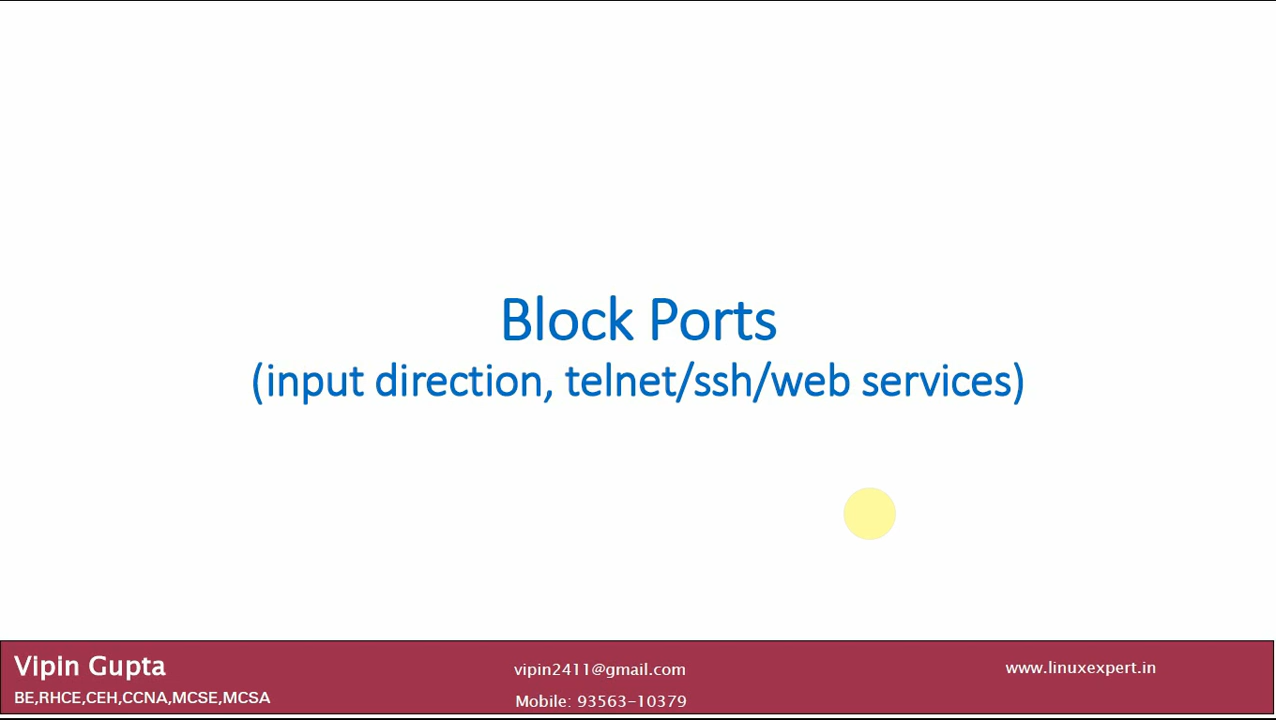 Block Ports
(input direction, telnet/ssh/web services)
Vipin Gupta
BE,RHCE,CEH,CCNA,MCSE,MCSA
vipin2411@gmail.com
Mobile: 93563-10379
www.linuxexpert.in